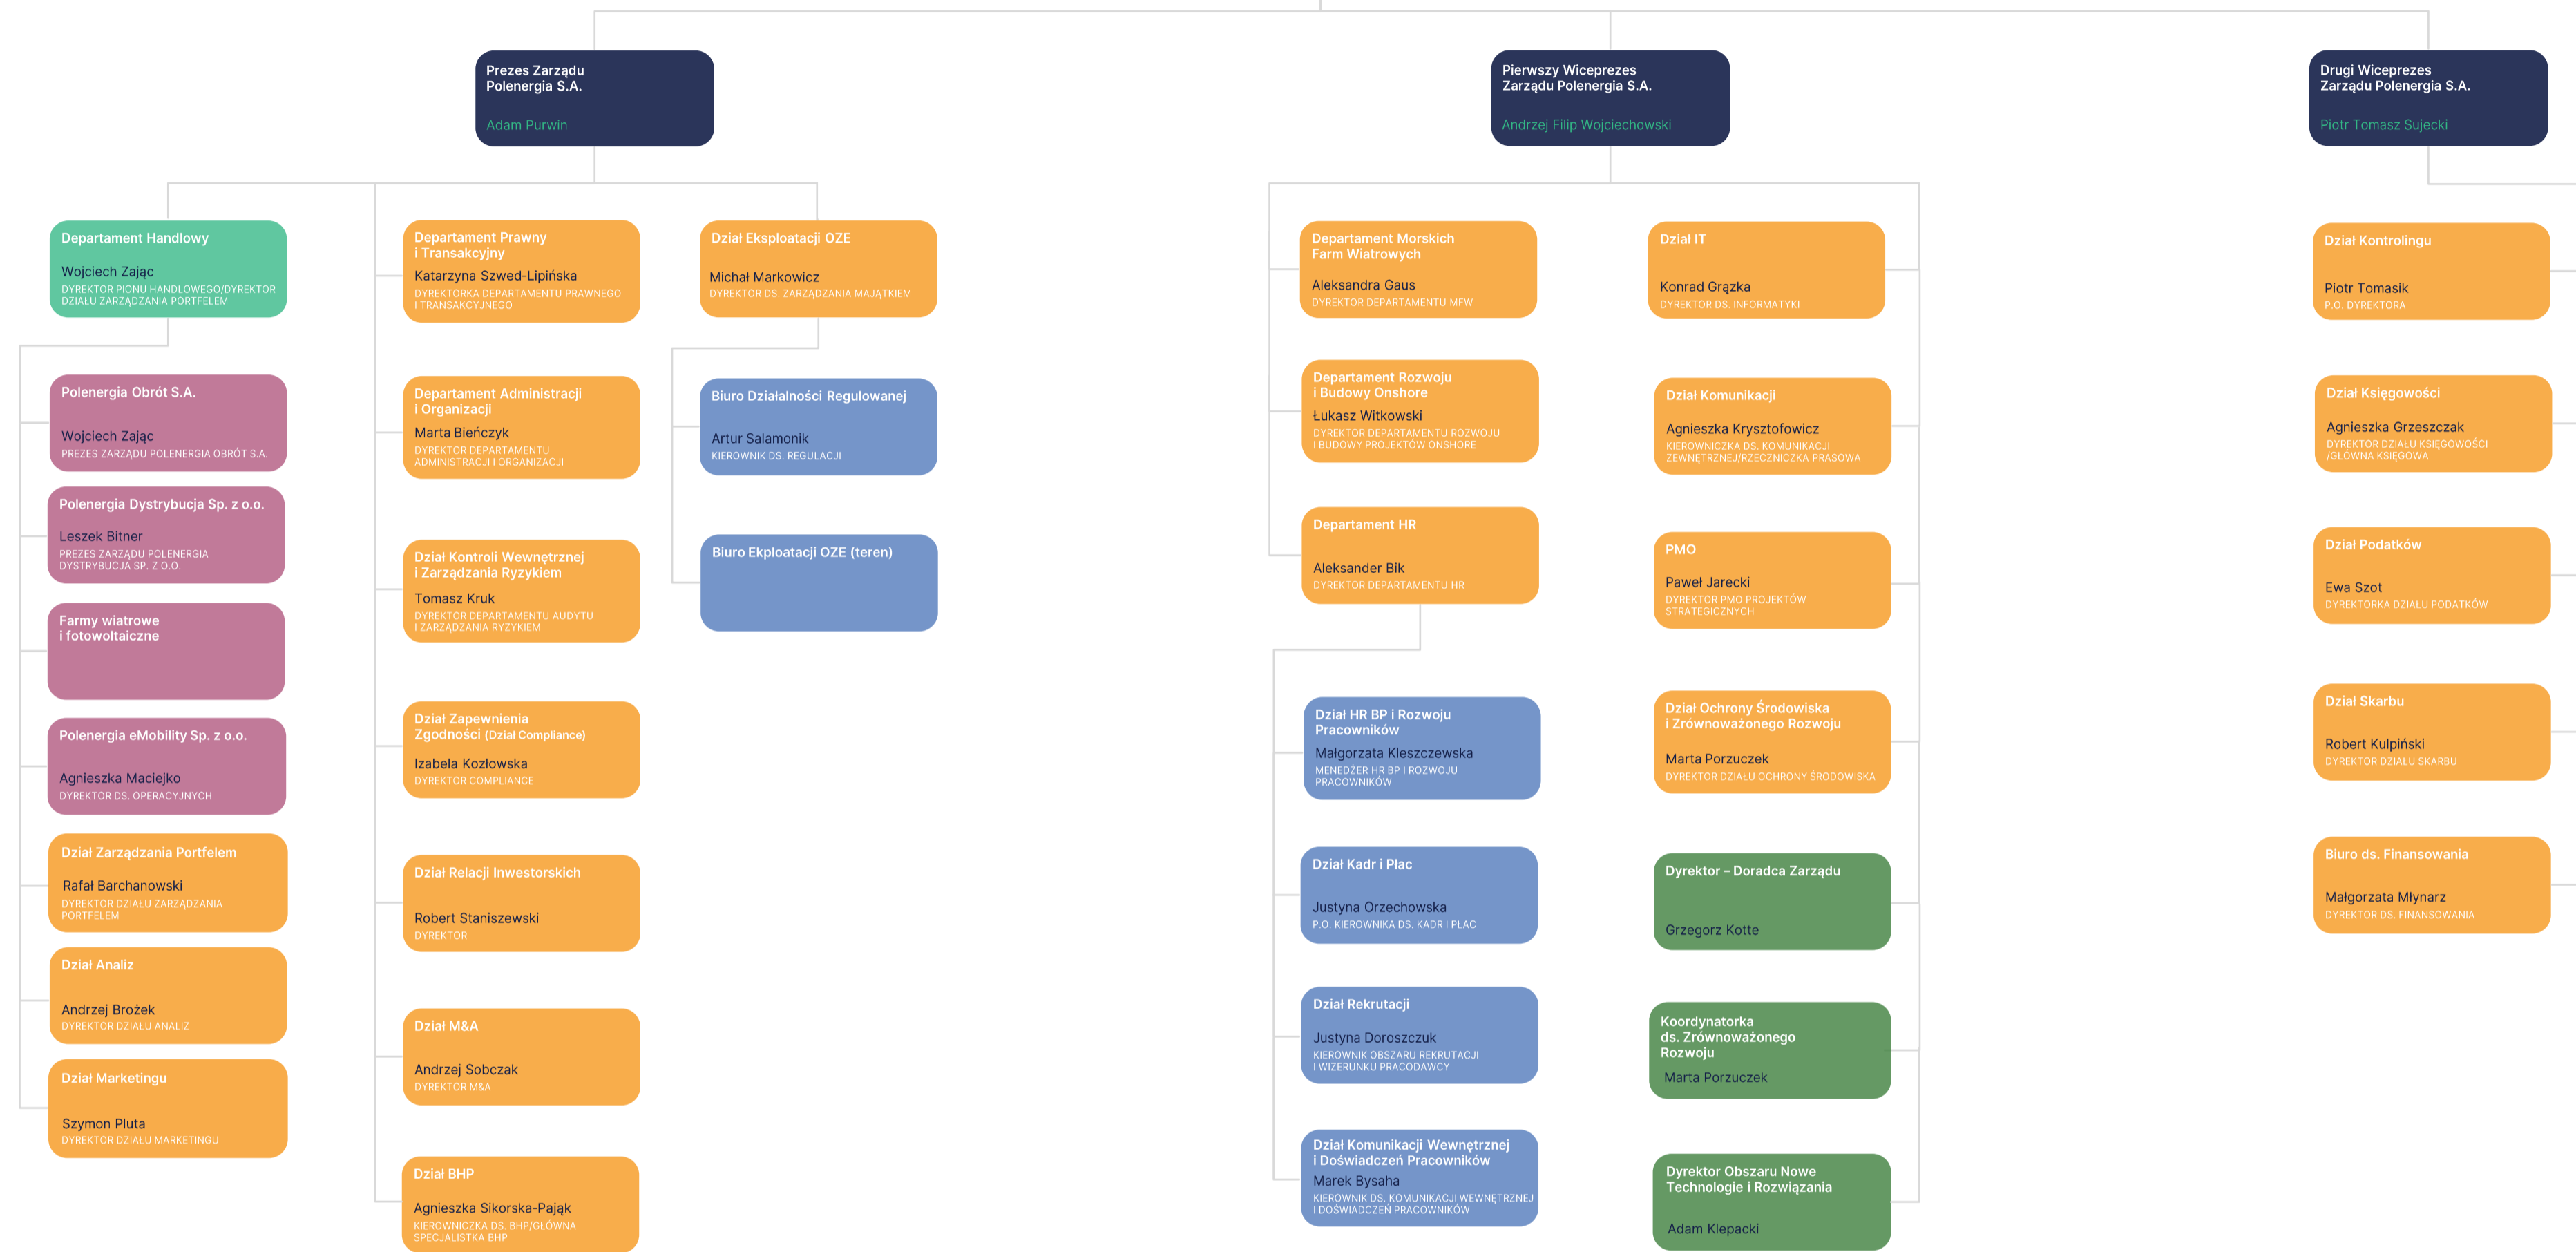 Prezes Zarządu
Polenergia S.A.
Adam Purwin
Pierwszy Wiceprezes
Zarządu Polenergia S.A.
Andrzej Filip Wojciechowski
Drugi Wiceprezes
Zarządu Polenergia S.A.
Piotr Tomasz Sujecki
Departament Handlowy
Wojciech Zając
DYREKTOR PIONU HANDLOWEGO/DYREKTOR
DZIAŁU ZARZĄDZANIA PORTFELEM
Polenergia Obrót S.A.
Wojciech Zając
PREZES ZARZĄDU POLENERGIA OBRÓT S.A.
Polenergia Dystrybucja Sp. z o.o.
Leszek Bitner
PREZES ZARZĄDU POLENERGIA
DYSTRYBUCJA SP. Z O.O.
Farmy wiatrowe
i fotowoltaiczne
Polenergia eMobility Sp. z o.o.
Agnieszka Maciejko
DYREKTOR DS. OPERACYJNYCH
Dział Zarządzania Portfelem
Rafał Barchanowski
DYREKTOR DZIAŁU ZARZĄDZANIA
PORTFELEM
Dział Analiz
Andrzej Brożek
DYREKTOR DZIAŁU ANALIZ
Dział Marketingu
Szymon Pluta
DYREKTOR DZIAŁU MARKETINGU
Departament Prawny
i Transakcyjny
Katarzyna Szwed-Lipińska
DYREKTORKA DEPARTAMENTU PRAWNEGO
I TRANSAKCYJNEGO
Departament Administracji
i Organizacji
Marta Bieńczyk
DYREKTOR DEPARTAMENTU
ADMINISTRACJI I ORGANIZACJI
Dział Kontroli Wewnętrznej
i Zarządzania Ryzykiem
Tomasz Kruk
DYREKTOR DEPARTAMENTU AUDYTU
I ZARZĄDZANIA RYZYKIEM
Dział Zapewnienia
Zgodności (Dział Compliance)
Izabela Kozłowska
DYREKTOR COMPLIANCE
Dział Relacji Inwestorskich
Robert Staniszewski
DYREKTOR
Dział M&A
Andrzej Sobczak
DYREKTOR M&A
Dział BHP
Agnieszka Sikorska-Pająk
KIEROWNICZKA DS. BHP/GŁÓWNA
SPECJALISTKA BHP
Dział Eksploatacji OZE
Michał Markowicz
DYREKTOR DS. ZARZĄDZANIA MAJĄTKIEM
Biuro Działalności Regulowanej
Artur Salamonik
KIEROWNIK DS. REGULACJI
Biuro Ekploatacji OZE (teren)
Departament Morskich
Farm Wiatrowych
Aleksandra Gaus
DYREKTOR DEPARTAMENTU MFW
Departament Rozwoju
i Budowy Onshore
Łukasz Witkowski
DYREKTOR DEPARTAMENTU ROZWOJU
I BUDOWY PROJEKTÓW ONSHORE
Departament HR
Aleksander Bik
DYREKTOR DEPARTAMENTU HR
Dział HR BP i Rozwoju
Pracowników
Małgorzata Kleszczewska
MENEDŻER HR BP I ROZWOJU
PRACOWNIKÓW
Dział Kadr i Płac
Justyna Orzechowska
P.O. KIEROWNIKA DS. KADR I PŁAC
Dział Rekrutacji
Justyna Doroszczuk
KIEROWNIK OBSZARU REKRUTACJI
I WIZERUNKU PRACODAWCY
Dział Komunikacji Wewnętrznej
i Doświadczeń Pracowników
Marek Bysaha
KIEROWNIK DS. KOMUNIKACJI WEWNĘTRZNEJ
I DOŚWIADCZEŃ PRACOWNIKÓW
Dział IT
Konrad Grązka
DYREKTOR DS. INFORMATYKI
Dział Komunikacji
Agnieszka Krysztofowicz
KIEROWNICZKA DS. KOMUNIKACJI
ZEWNĘTRZNEJ/RZECZNICZKA PRASOWA
PMO
Paweł Jarecki
DYREKTOR PMO PROJEKTÓW
STRATEGICZNYCH
Dział Ochrony Środowiska
i Zrównoważonego Rozwoju
Marta Porzuczek
DYREKTOR DZIAŁU OCHRONY ŚRODOWISKA
Dyrektor – Doradca Zarządu
Grzegorz Kotte
Koordynatorka
ds. Zrównoważonego
Rozwoju
Marta Porzuczek
Dyrektor Obszaru Nowe
Technologie i Rozwiązania
Adam Klepacki
Dział Kontrolingu
Piotr Tomasik
P.O. DYREKTORA
Dział Księgowości
Agnieszka Grzeszczak
DYREKTOR DZIAŁU KSIĘGOWOŚCI
/GŁÓWNA KSIĘGOWA
Dział Podatków
Ewa Szot
DYREKTORKA DZIAŁU PODATKÓW
Dział Skarbu
Robert Kulpiński
DYREKTOR DZIAŁU SKARBU
Biuro ds. Finansowania
Małgorzata Młynarz
DYREKTOR DS. FINANSOWANIA